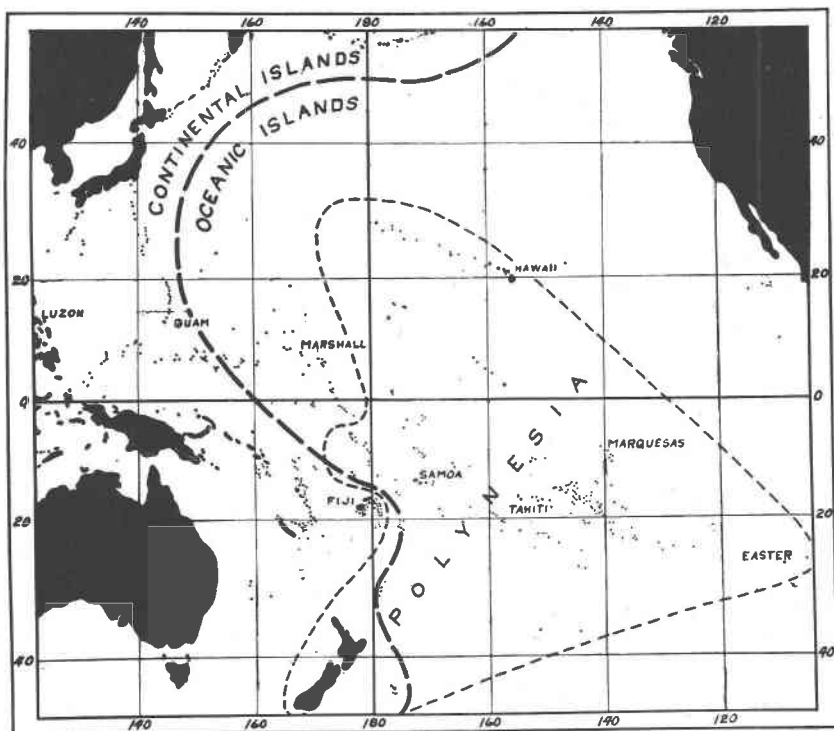 140 160 180 160 140 120
CONTINENTAL ISLANDS
OCEANIC ISLANDS
40 40
HAWAII
20 20
LUZON
GUAM
MARSHALL
0 0
POLYNESIA
MARQUESAS
SAMOA
FIJI
TAHITI
20 20
EASTER
40 40
140 160 180 160 140 120